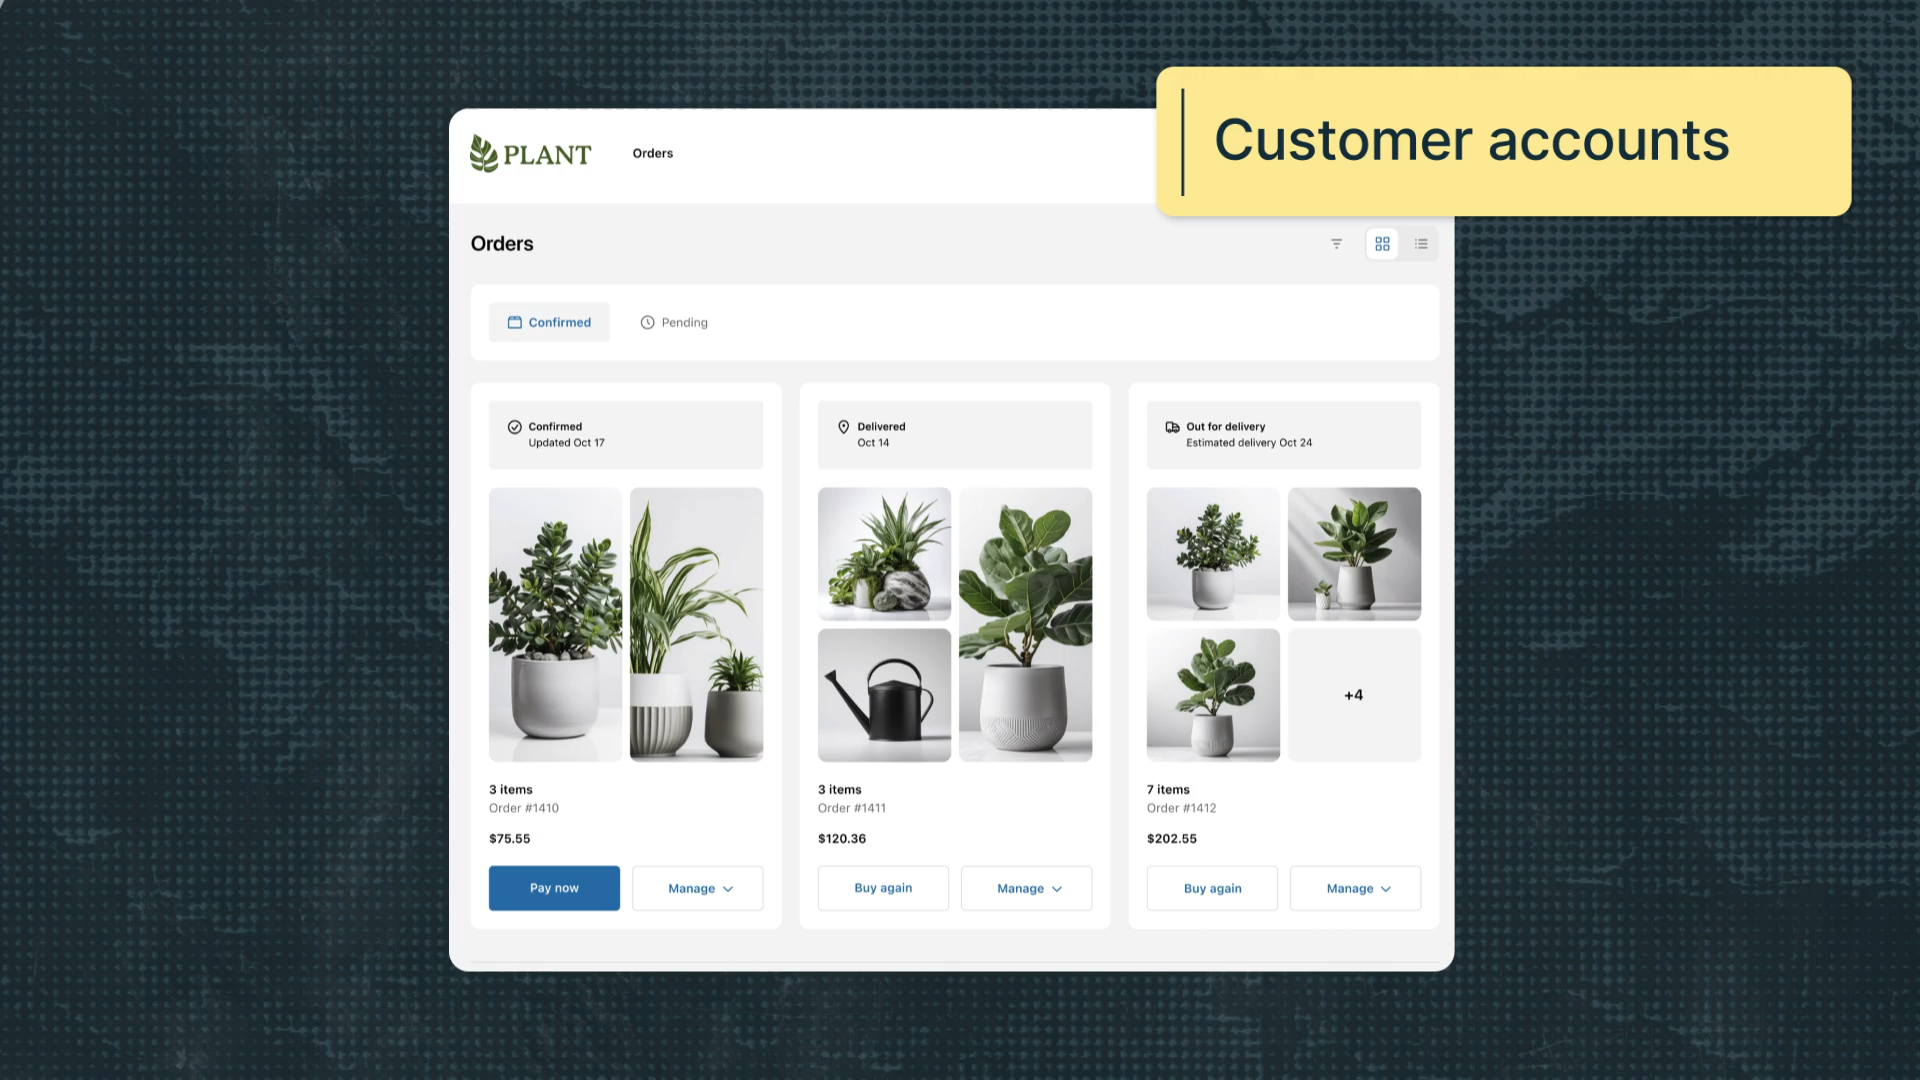 Customer accounts
PLANT
Orders
Orders
Confirmed
Pending
Confirmed
Updated Oct 17
Delivered
Oct 14
Out for delivery
Estimated delivery Oct 24
+4
3 items
Order #1410
$75.55
Pay now
Manage
3 items
Order #1411
$120.36
Buy again
Manage
7 items
Order #1412
$202.55
Buy again
Manage